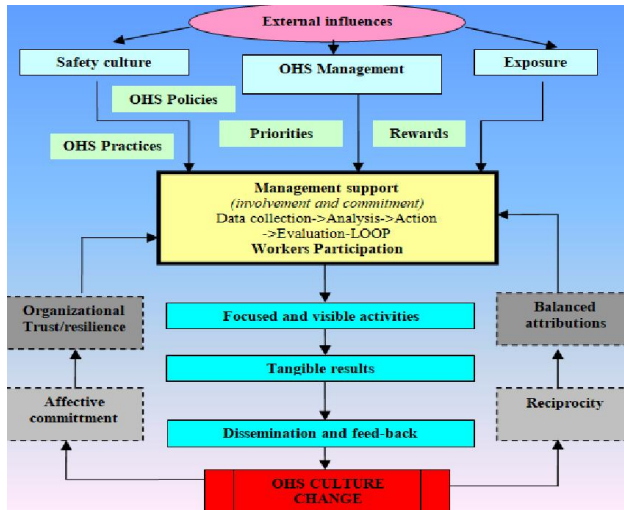 External influences
Safety culture
OHS Management
Exposure
OHS Policies
OHS Practices
Priorities
Rewards
Management support
(involvement and commitment)
Data collection->Analysis->Action
->Evaluation-LOOP
Workers Participation
Organizational
Trust/resilience
Focused and visible activities
Balanced
attributions
Tangible results
Affective
committment
Reciprocity
Dissemination and feed-back
OHS CULTURE
CHANGE